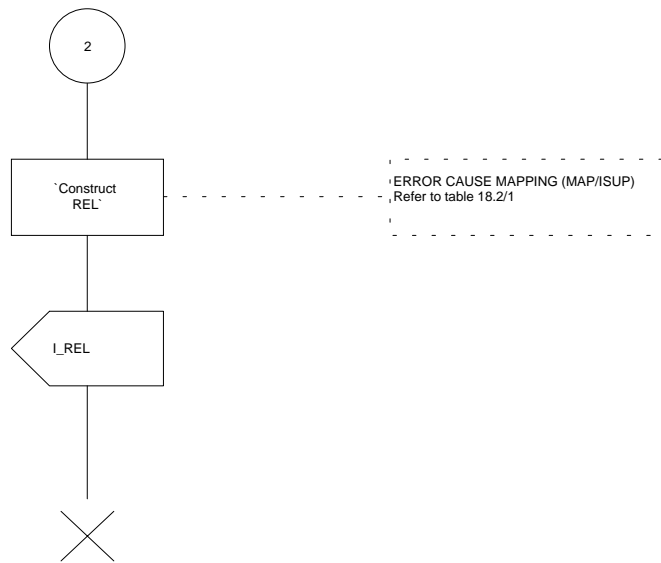 2
`Construct
REL`
ERROR CAUSE MAPPING (MAP/ISUP)
Refer to table 18.2/1
I_REL